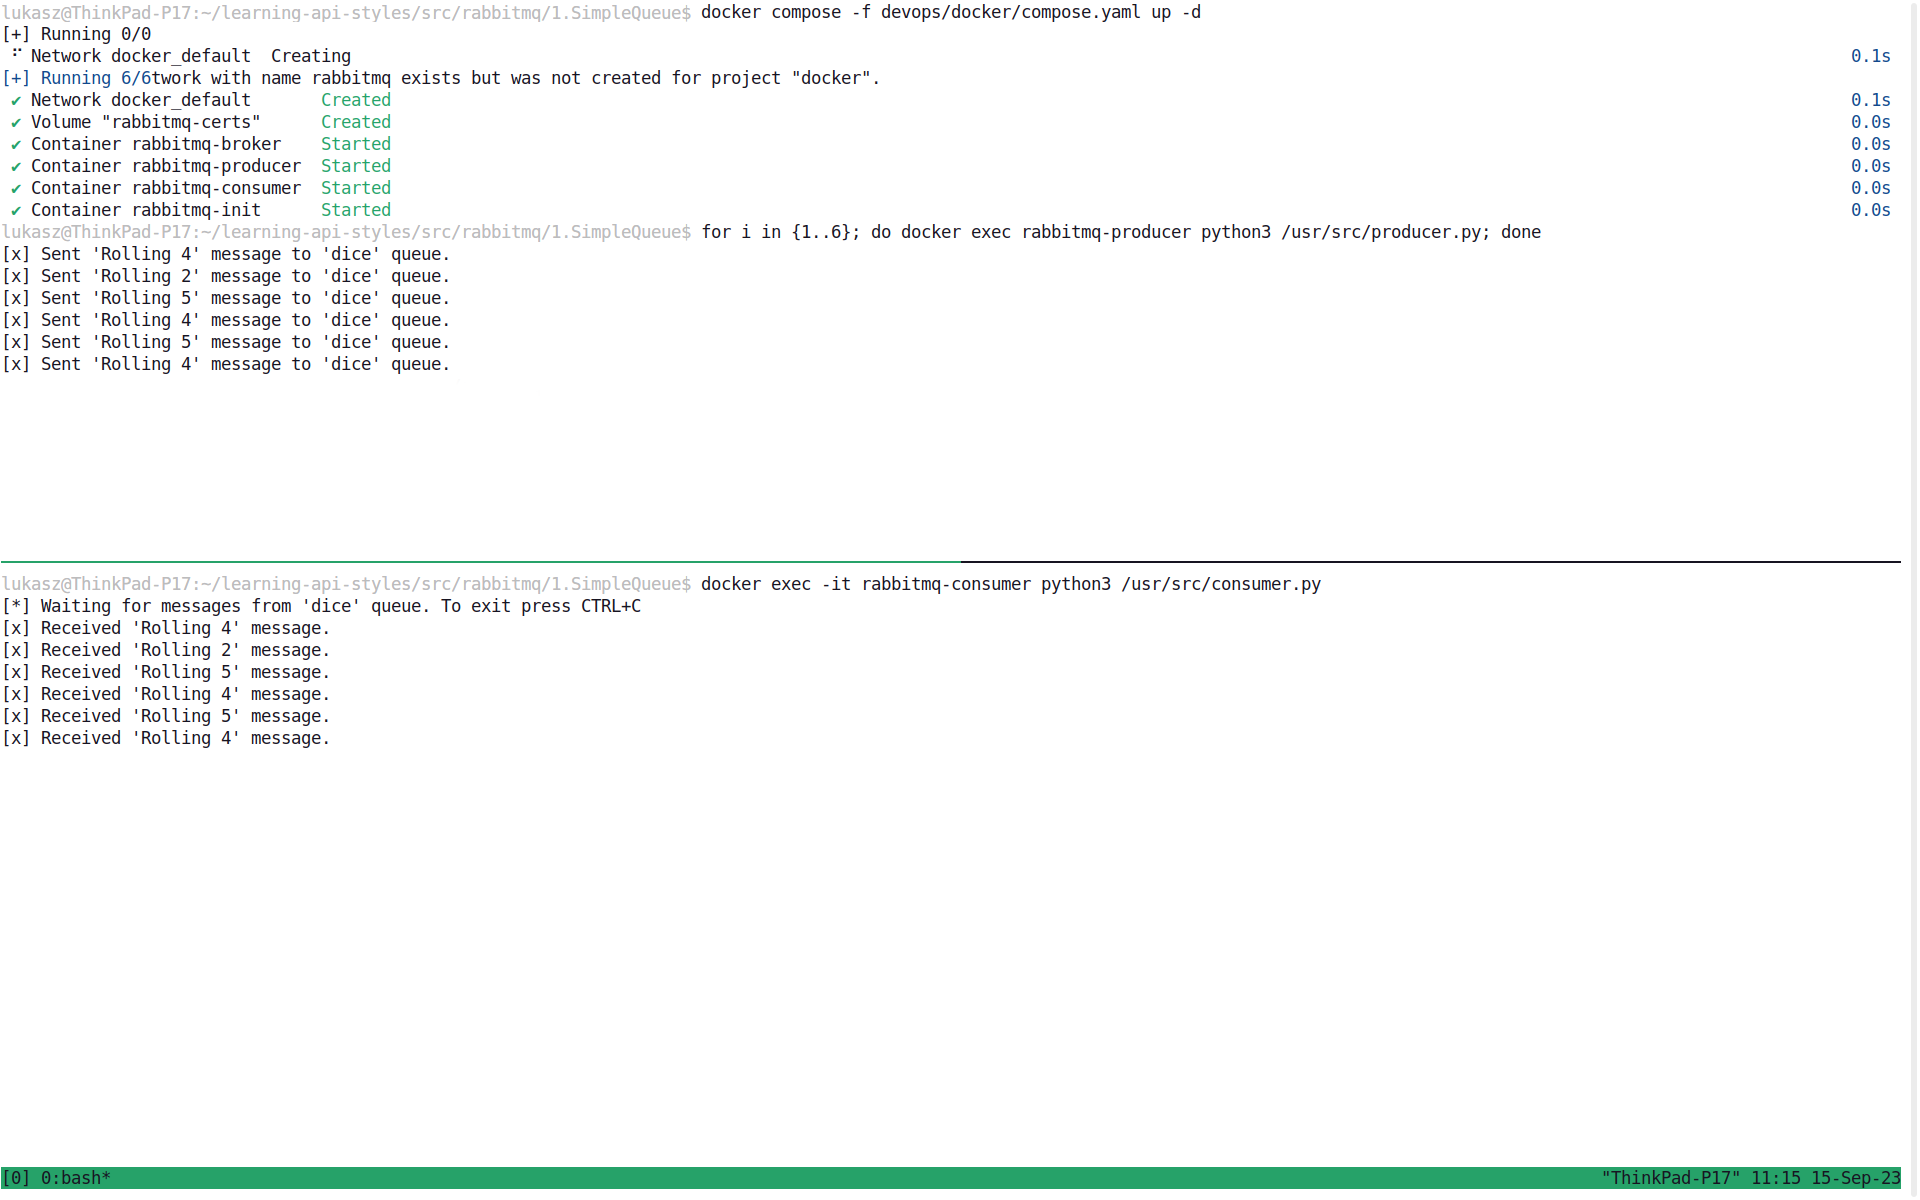 lukasz@ThinkPad-P17:~/learning-api-styles/src/rabbitmq/1.SimpleQueue$ docker compose -f devops/docker/compose.yaml up -d
[+] Running 0/0
⠋ Network docker_default  Creating 0.1s
[+] Running 6/6twork with name rabbitmq exists but was not created for project "docker".
✔ Network docker_default       Created 0.1s
✔ Volume "rabbitmq-certs"      Created 0.0s
✔ Container rabbitmq-broker    Started 0.0s
✔ Container rabbitmq-producer  Started 0.0s
✔ Container rabbitmq-consumer  Started 0.0s
✔ Container rabbitmq-init      Started 0.0s
lukasz@ThinkPad-P17:~/learning-api-styles/src/rabbitmq/1.SimpleQueue$ for i in {1..6}; do docker exec rabbitmq-producer python3 /usr/src/producer.py; done
[x] Sent 'Rolling 4' message to 'dice' queue.
[x] Sent 'Rolling 2' message to 'dice' queue.
[x] Sent 'Rolling 5' message to 'dice' queue.
[x] Sent 'Rolling 4' message to 'dice' queue.
[x] Sent 'Rolling 5' message to 'dice' queue.
[x] Sent 'Rolling 4' message to 'dice' queue.
lukasz@ThinkPad-P17:~/learning-api-styles/src/rabbitmq/1.SimpleQueue$ docker exec -it rabbitmq-consumer python3 /usr/src/consumer.py
[*] Waiting for messages from 'dice' queue. To exit press CTRL+C
[x] Received 'Rolling 4' message.
[x] Received 'Rolling 2' message.
[x] Received 'Rolling 5' message.
[x] Received 'Rolling 4' message.
[x] Received 'Rolling 5' message.
[x] Received 'Rolling 4' message.
[0] 0:bash* "ThinkPad-P17" 11:15 15-Sep-23